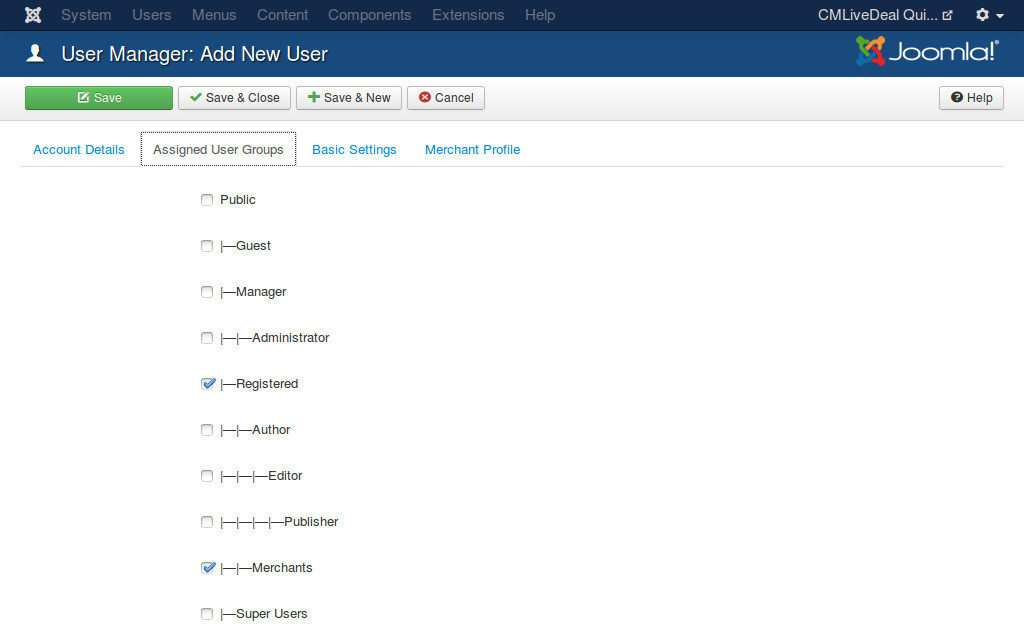 System Users Menus Content Components Extensions Help CMLiveDeal Qui...
User Manager: Add New User Joomla!®
Save Save & Close Save & New Cancel Help
Account Details Assigned User Groups Basic Settings Merchant Profile
Public
|—Guest
|—Manager
|—|—Administrator
|—Registered
|—|—Author
|—|—|—Editor
|—|—|—|—Publisher
|—|—Merchants
|—Super Users